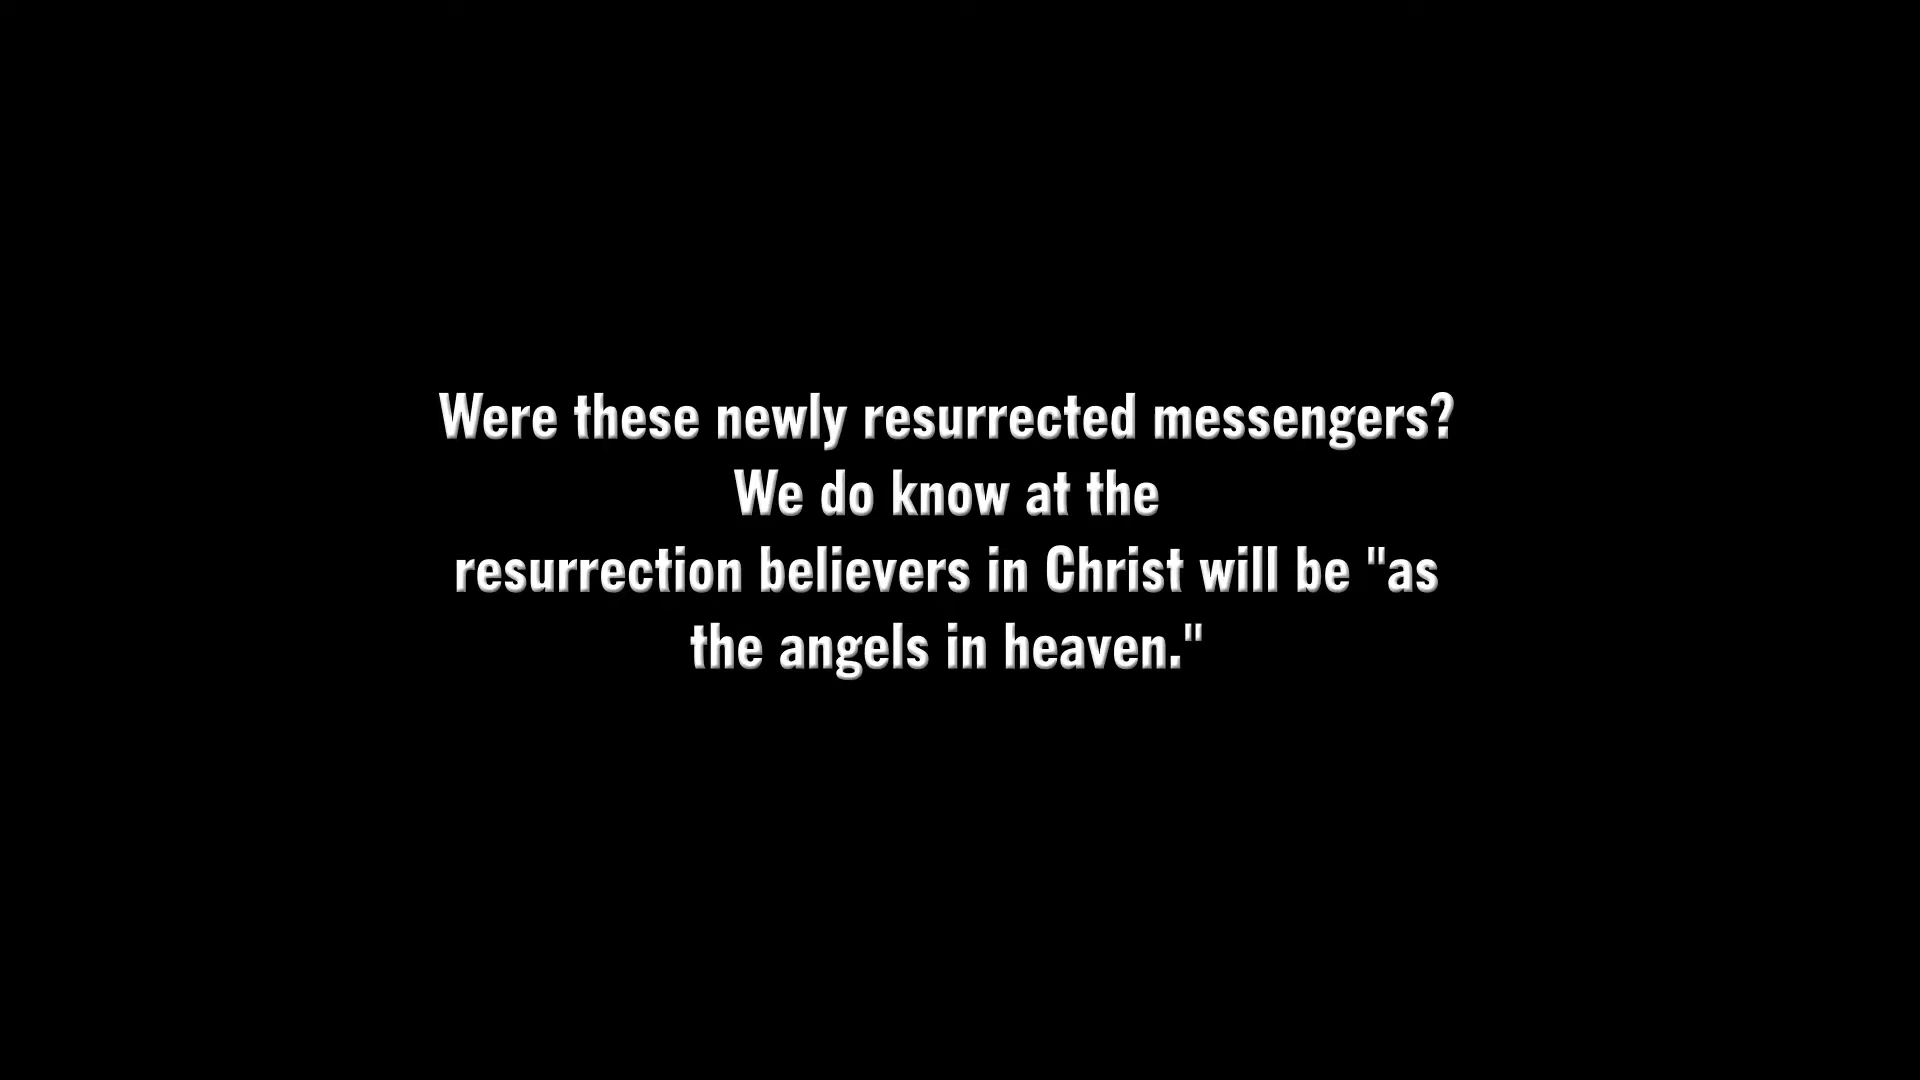 Were these newly resurrected messengers?
We do know at the
resurrection believers in Christ will be "as
the angels in heaven."